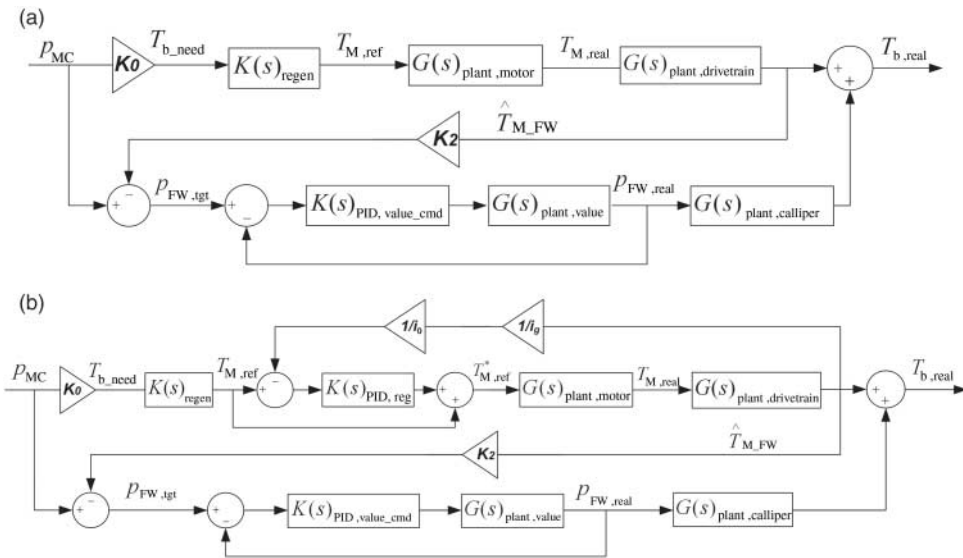 (a)
p_MC
K0
T_b_need
K(s)_regen
T_M,ref
G(s)_plant,motor
T_M,real
G(s)_plant,drivetrain
+
+
T_b,real
K2
^T_M_FW
+
−
p_FW,tgt
−
K(s)_PID, value_cmd
G(s)_plant,value
p_FW,real
G(s)_plant,calliper
(b)
1/i₀
1/i_g
p_MC
K0
T_b_need
K(s)_regen
T_M,ref
+
−
K(s)_PID, reg
+
+
T*_M,ref
G(s)_plant,motor
T_M,real
G(s)_plant,drivetrain
+
+
T_b,real
K2
^T_M_FW
+
−
p_FW,tgt
−
K(s)_PID,value_cmd
G(s)_plant,value
p_FW,real
G(s)_plant,calliper